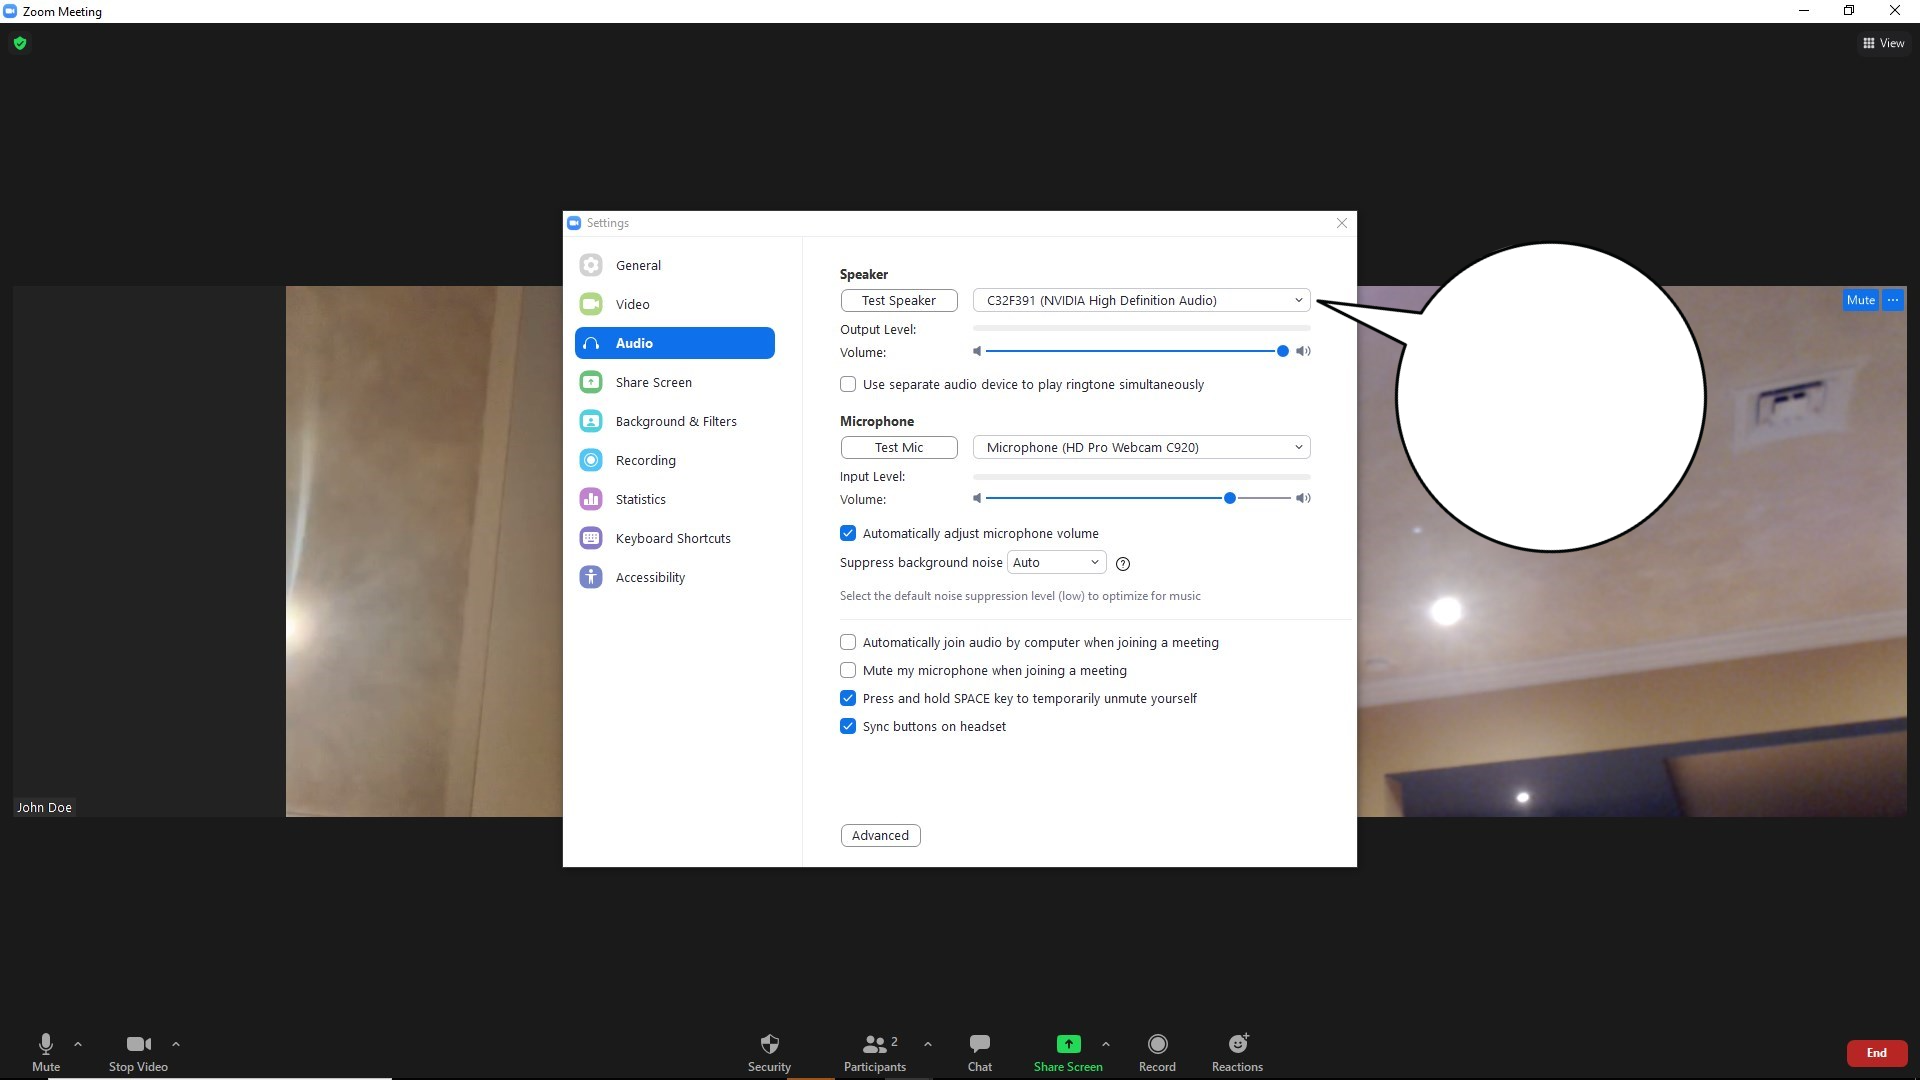 Zoom Meeting
View
Settings
General
Video
Audio
Share Screen
Background & Filters
Recording
Statistics
Keyboard Shortcuts
Accessibility
Speaker
Test Speaker
C32F391 (NVIDIA High Definition Audio)
Output Level:
Volume:
Use separate audio device to play ringtone simultaneously
Microphone
Test Mic
Microphone (HD Pro Webcam C920)
Input Level:
Volume:
Automatically adjust microphone volume
Suppress background noise Auto
Select the default noise suppression level (low) to optimize for music
Automatically join audio by computer when joining a meeting
Mute my microphone when joining a meeting
Press and hold SPACE key to temporarily unmute yourself
Sync buttons on headset
Advanced
Mute ...
John Doe
Mute
Stop Video
Security
2
Participants
Chat
Share Screen
Record
Reactions
End